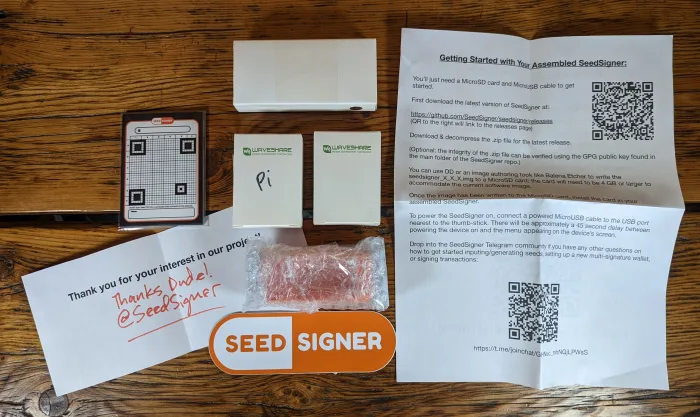 Getting Started with Your Assembled SeedSigner:
You'll just need a MicroSD card and MicroUSB cable to get
started.
First download the latest version of SeedSigner at:
https://github.com/SeedSigner/seedsigner/releases
(QR to the right will link to the releases page)
Download & decompress the .zip file for the latest release.
(Optional: the integrity of the .zip file can be verified using the GPG public key found in
the main folder of the SeedSigner repo.)
You can use DD or an image authoring took like Balena Etcher to write the
seedsigner_X_X_X.img to a MicroSD card; the card will need to be 4 GB or larger to
accommodate the current software image.
Once the image has been written to the MicroSD card, install the card in your
assembled SeedSigner.
To power the SeedSigner on, connect a powered MicroUSB cable to the USB port
nearest to the thumb-stick. There will be approximately a 45 second delay between
powering the device on and the menu appearing on the device's screen.
Drop into the SeedSigner Telegram community if you have any other questions on
how to get started inputing/generating seeds, setting up a new multi-signature wallet,
or signing transactions:
https://t.me/joinchat/
WAVESHARE
Pi
WAVESHARE
Thank you for your interest in our project!
Thanks Dude!
@SeedSigner
SEED SIGNER